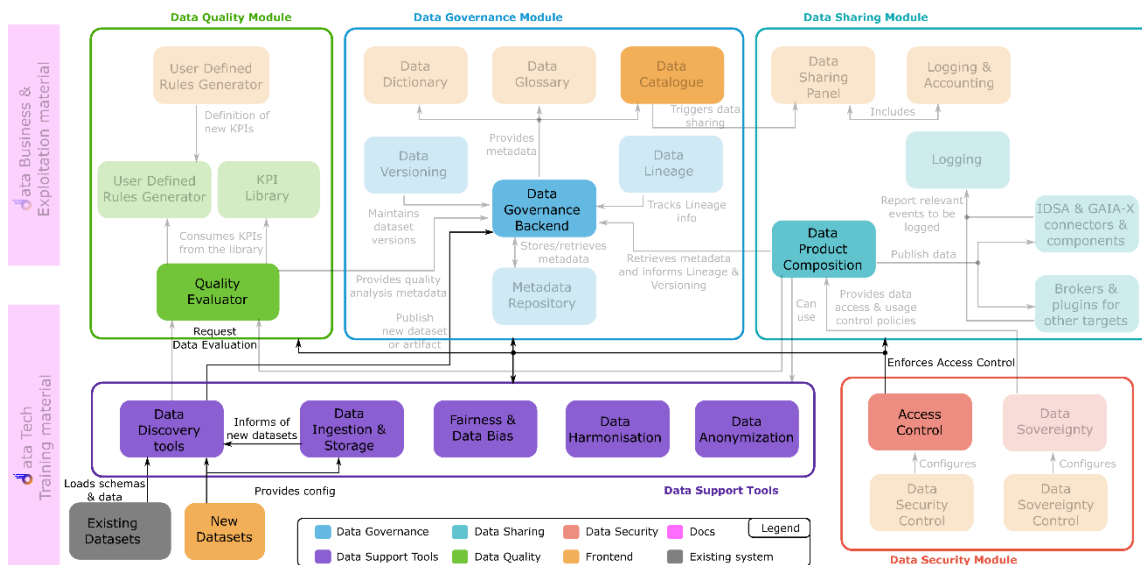 Data Quality Module
Data Governance Module
Data Sharing Module
ata Business &
Exploitation material
User Defined
Rules Generator
Definition of
new KPIs
User Defined
Rules Generator
KPI
Library
Consumes KPIs
from the library
Quality
Evaluator
Data
Dictionary
Data
Glossary
Data
Catalogue
Triggers data
sharing
Provides
metadata
Data
Versioning
Data
Lineage
Maintains
dataset
versions
Data
Governance
Backend
Tracks Lineage
info
Stores/retrieves
metadata
Provides quality
analysis metadata
Metadata
Repository
Retrieves metadata
and informs Lineage &
Versioning
Publish
new dataset
or artifact
Request
Data Evaluation
Data
Sharing
Panel
Logging &
Accounting
Includes
Logging
Report relevant
events to be
logged
IDSA & GAIA-X
connectors &
components
Data
Product
Composition
Publish data
Can
use
Provides data
access & usage
control policies
Brokers &
plugins for
other targets
Enforces Access Control
ata Tech
Training material
Data
Discovery
tools
Informs of
new datasets
Data
Ingestion &
Storage
Fairness &
Data Bias
Data
Harmonisation
Data
Anonymization
Access
Control
Data
Sovereignty
Configures
Configures
Data
Security
Control
Data
Sovereignty
Control
Loads schemas
& data
Provides config
Data Support Tools
Existing
Datasets
New
Datasets
Data Governance
Data Sharing
Data Security
Docs
Legend
Data Support Tools
Data Quality
Frontend
Existing system
Data Security Module